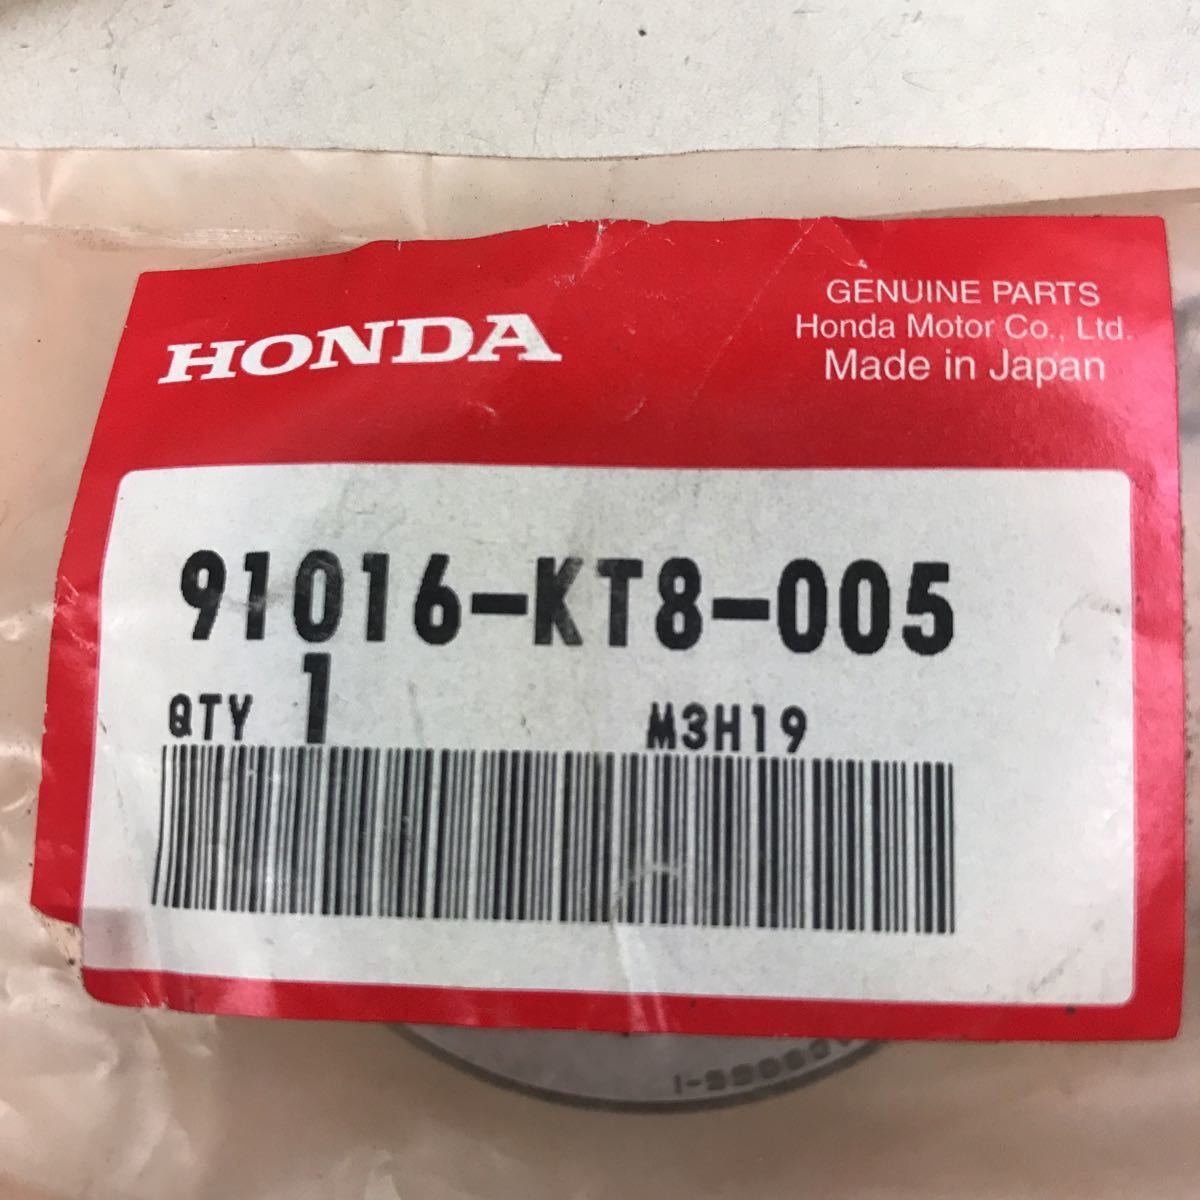 HONDA
GENUINE PARTS
Honda Motor Co., Ltd.
Made in Japan
91016-KT8-005
QTY 1
M3H19